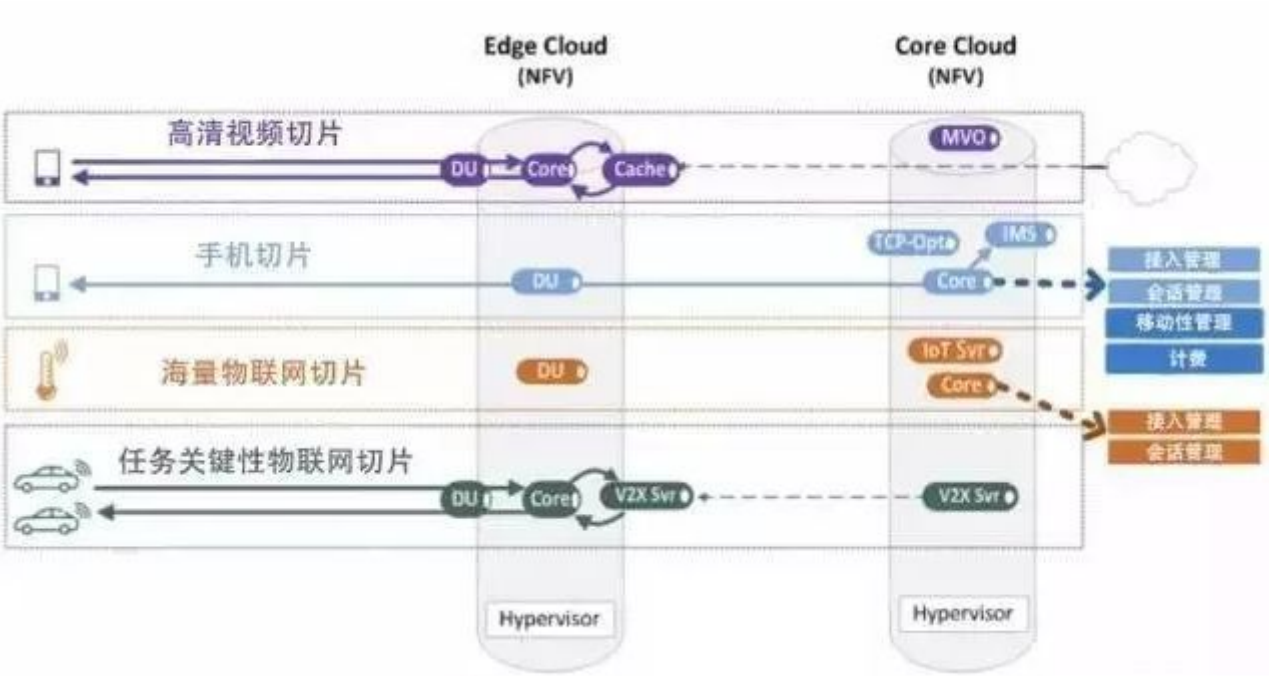 Edge Cloud
(NFV)
Core Cloud
(NFV)
高清视频切片
DU
Core
Cache
MVO
手机切片
DU
TCP-Opt
IMS
Core
接入管理
会话管理
移动性管理
计费
海量物联网切片
DU
IoT Svr
Core
接入管理
会话管理
任务关键性物联网切片
DU
Core
V2X Svr
V2X Svr
Hypervisor
Hypervisor